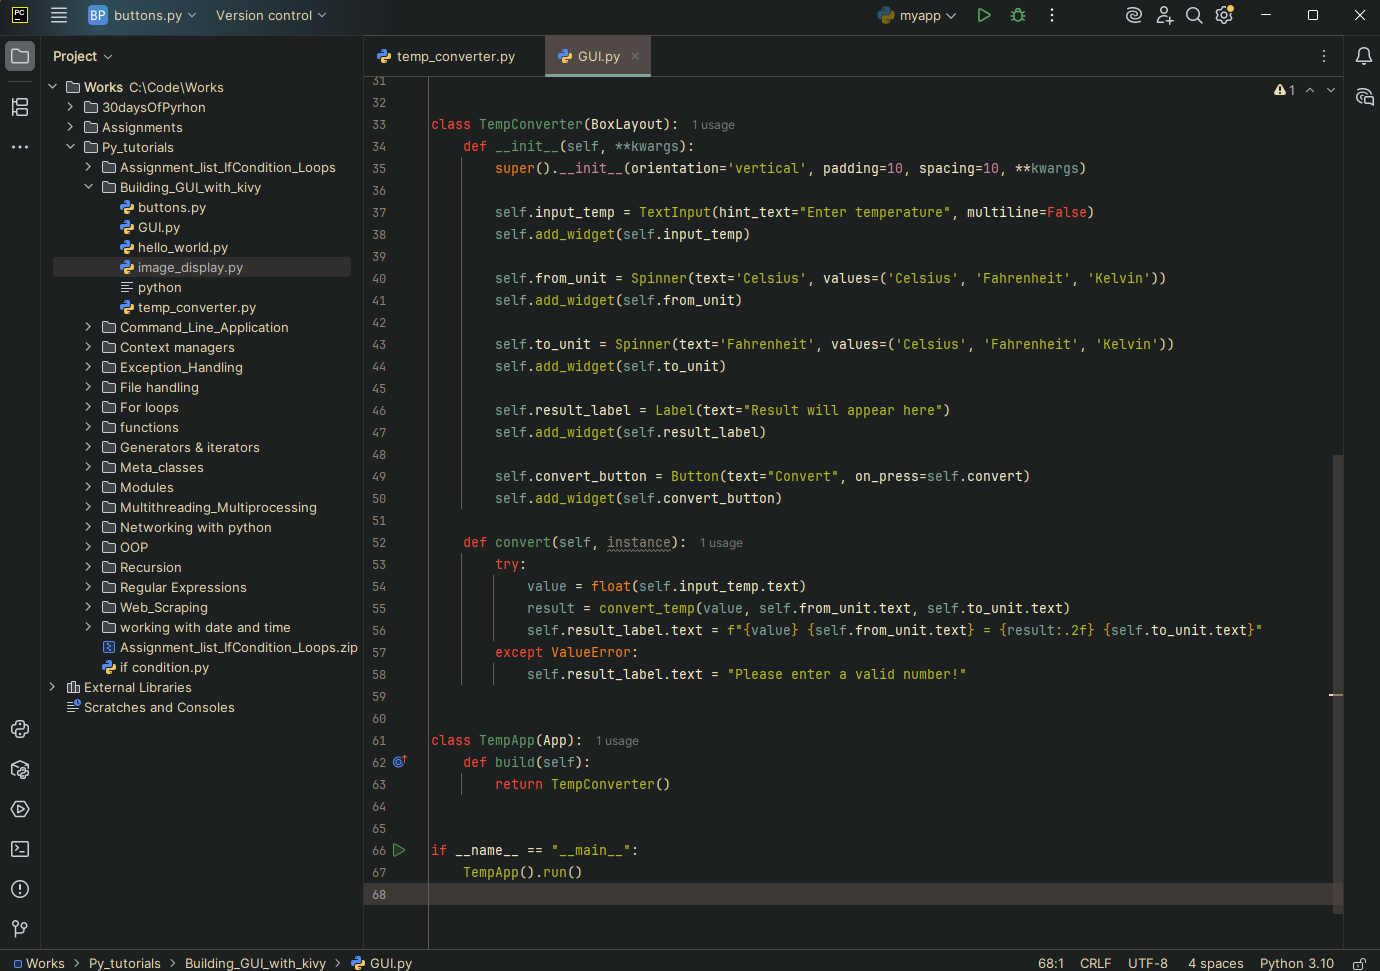 PC
BP buttons.py Version control myapp
Project
Works C:\Code\Works
30daysOfPyrhon
Assignments
Py_tutorials
Assignment_list_IfCondition_Loops
Building_GUI_with_kivy
buttons.py
GUI.py
hello_world.py
image_display.py
python
temp_converter.py
Command_Line_Application
Context managers
Exception_Handling
File handling
For loops
functions
Generators & iterators
Meta_classes
Modules
Multithreading_Multiprocessing
Networking with python
OOP
Recursion
Regular Expressions
Web_Scraping
working with date and time
Assignment_list_IfCondition_Loops.zip
if condition.py
External Libraries
Scratches and Consoles
temp_converter.py GUI.py
1
31
32
33 class TempConverter(BoxLayout): 1 usage
34 def __init__(self, **kwargs):
35 super().__init__(orientation='vertical', padding=10, spacing=10, **kwargs)
36
37 self.input_temp = TextInput(hint_text="Enter temperature", multiline=False)
38 self.add_widget(self.input_temp)
39
40 self.from_unit = Spinner(text='Celsius', values=('Celsius', 'Fahrenheit', 'Kelvin'))
41 self.add_widget(self.from_unit)
42
43 self.to_unit = Spinner(text='Fahrenheit', values=('Celsius', 'Fahrenheit', 'Kelvin'))
44 self.add_widget(self.to_unit)
45
46 self.result_label = Label(text="Result will appear here")
47 self.add_widget(self.result_label)
48
49 self.convert_button = Button(text="Convert", on_press=self.convert)
50 self.add_widget(self.convert_button)
51
52 def convert(self, instance): 1 usage
53 try:
54 value = float(self.input_temp.text)
55 result = convert_temp(value, self.from_unit.text, self.to_unit.text)
56 self.result_label.text = f"{value} {self.from_unit.text} = {result:.2f} {self.to_unit.text}"
57 except ValueError:
58 self.result_label.text = "Please enter a valid number!"
59
60
61 class TempApp(App): 1 usage
62 def build(self):
63 return TempConverter()
64
65
66 if __name__ == "__main__":
67 TempApp().run()
68
Works > Py_tutorials > Building_GUI_with_kivy > GUI.py 68:1 CRLF UTF-8 4 spaces Python 3.10